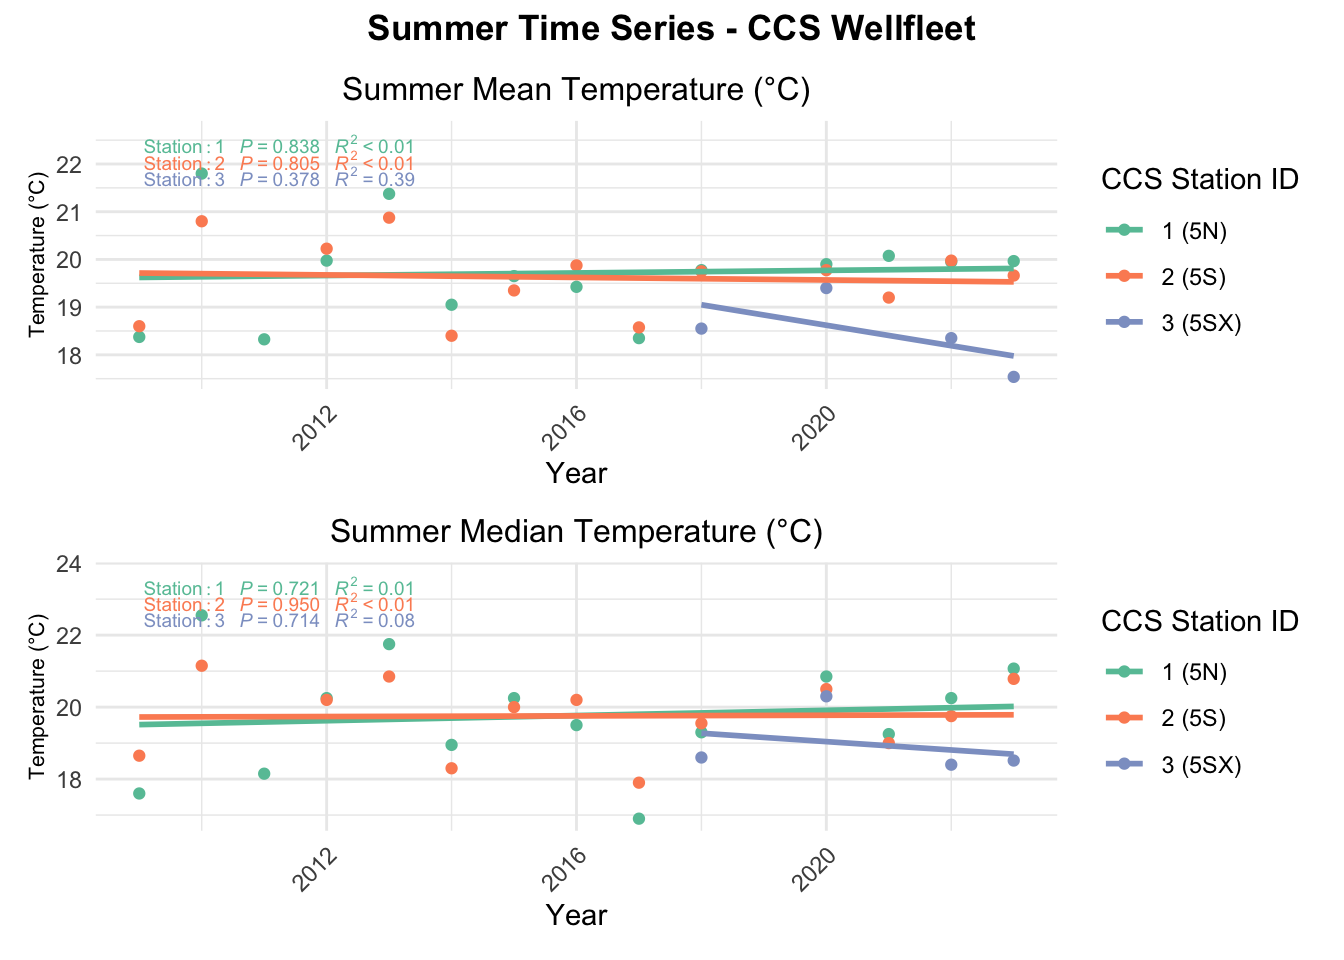 Summer Time Series - CCS Wellfleet
Summer Mean Temperature (°C)
Station: 1 P = 0.838 R² < 0.01
Station: 2 P = 0.805 R² < 0.01
Station: 3 P = 0.378 R² = 0.39
22
21
20
19
18
Temperature (°C)
2012
2016
2020
Year
CCS Station ID
1 (5N)
2 (5S)
3 (5SX)
Summer Median Temperature (°C)
Station: 1 P = 0.721 R² = 0.01
Station: 2 P = 0.950 R² < 0.01
Station: 3 P = 0.714 R² = 0.08
24
22
20
18
Temperature (°C)
2012
2016
2020
Year
CCS Station ID
1 (5N)
2 (5S)
3 (5SX)